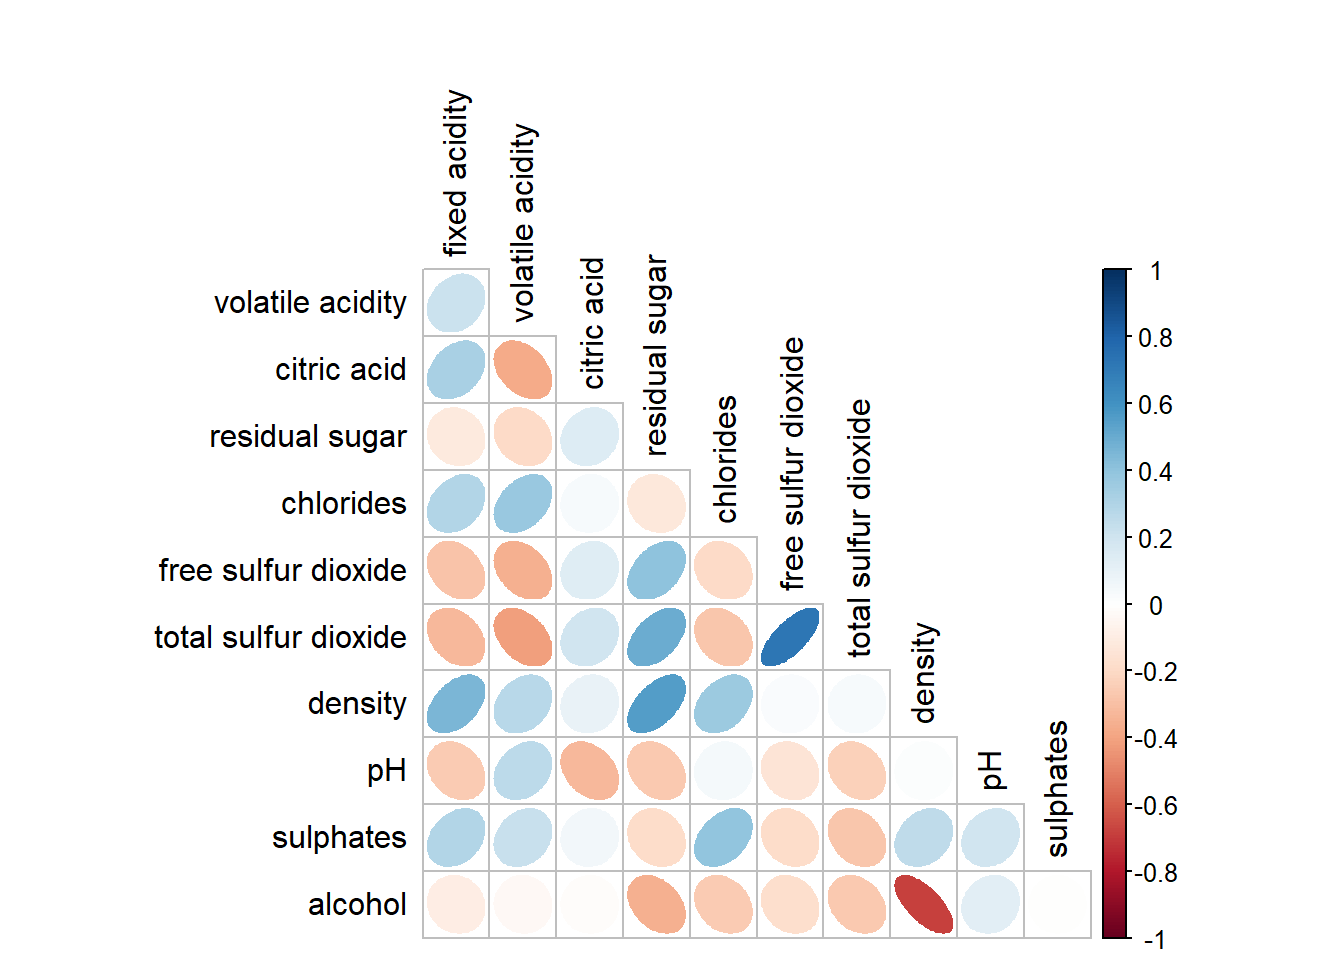 fixed acidity
volatile acidity
citric acid
residual sugar
chlorides
free sulfur dioxide
total sulfur dioxide
density
pH
sulphates
volatile acidity
citric acid
residual sugar
chlorides
free sulfur dioxide
total sulfur dioxide
density
pH
sulphates
alcohol
1
0.8
0.6
0.4
0.2
0
-0.2
-0.4
-0.6
-0.8
-1